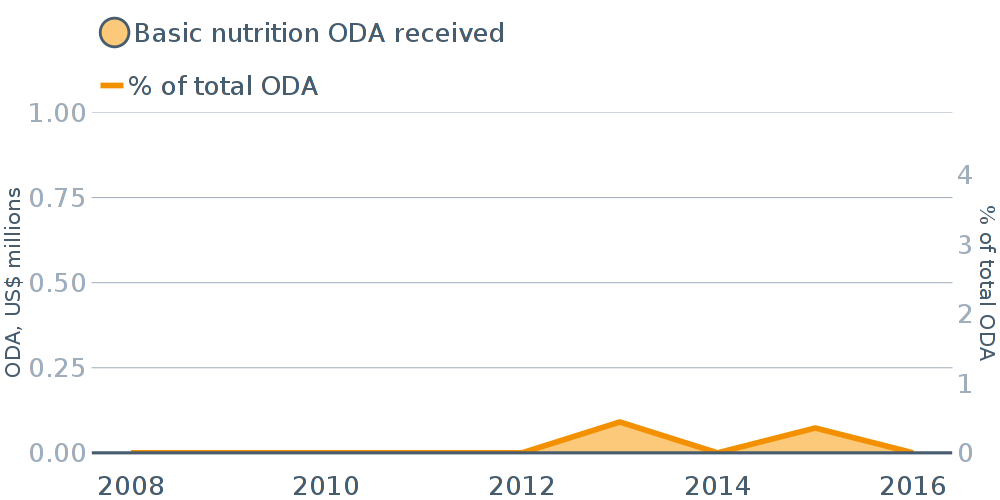 Basic nutrition ODA received
% of total ODA
1.00
0.75
0.50
0.25
0.00
ODA, US$ millions
4
3
2
1
0
% of total ODA
2008 2010 2012 2014 2016